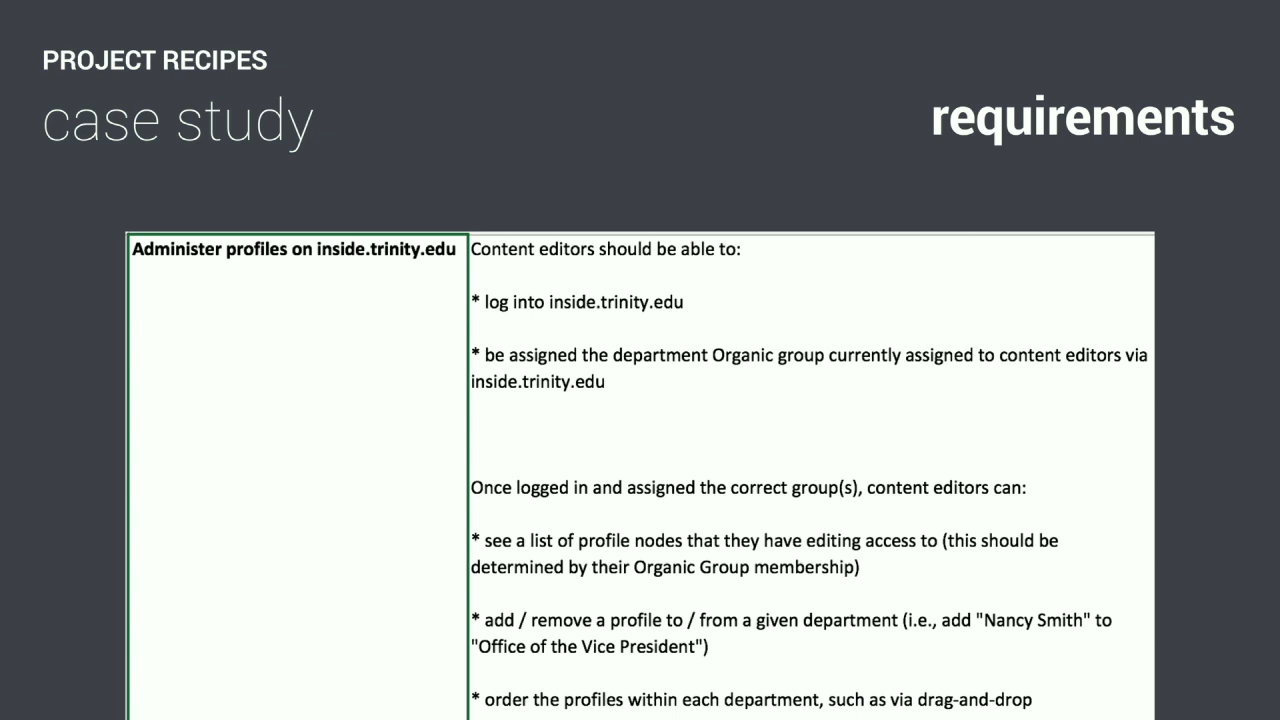 PROJECT RECIPES
case study
requirements
Administer profiles on inside.trinity.edu
Content editors should be able to:
* log into inside.trinity.edu
* be assigned the department Organic group currently assigned to content editors via
inside.trinity.edu
Once logged in and assigned the correct group(s), content editors can:
* see a list of profile nodes that they have editing access to (this should be
determined by their Organic Group membership)
* add / remove a profile to / from a given department (i.e., add "Nancy Smith" to
"Office of the Vice President")
* order the profiles within each department, such as via drag-and-drop